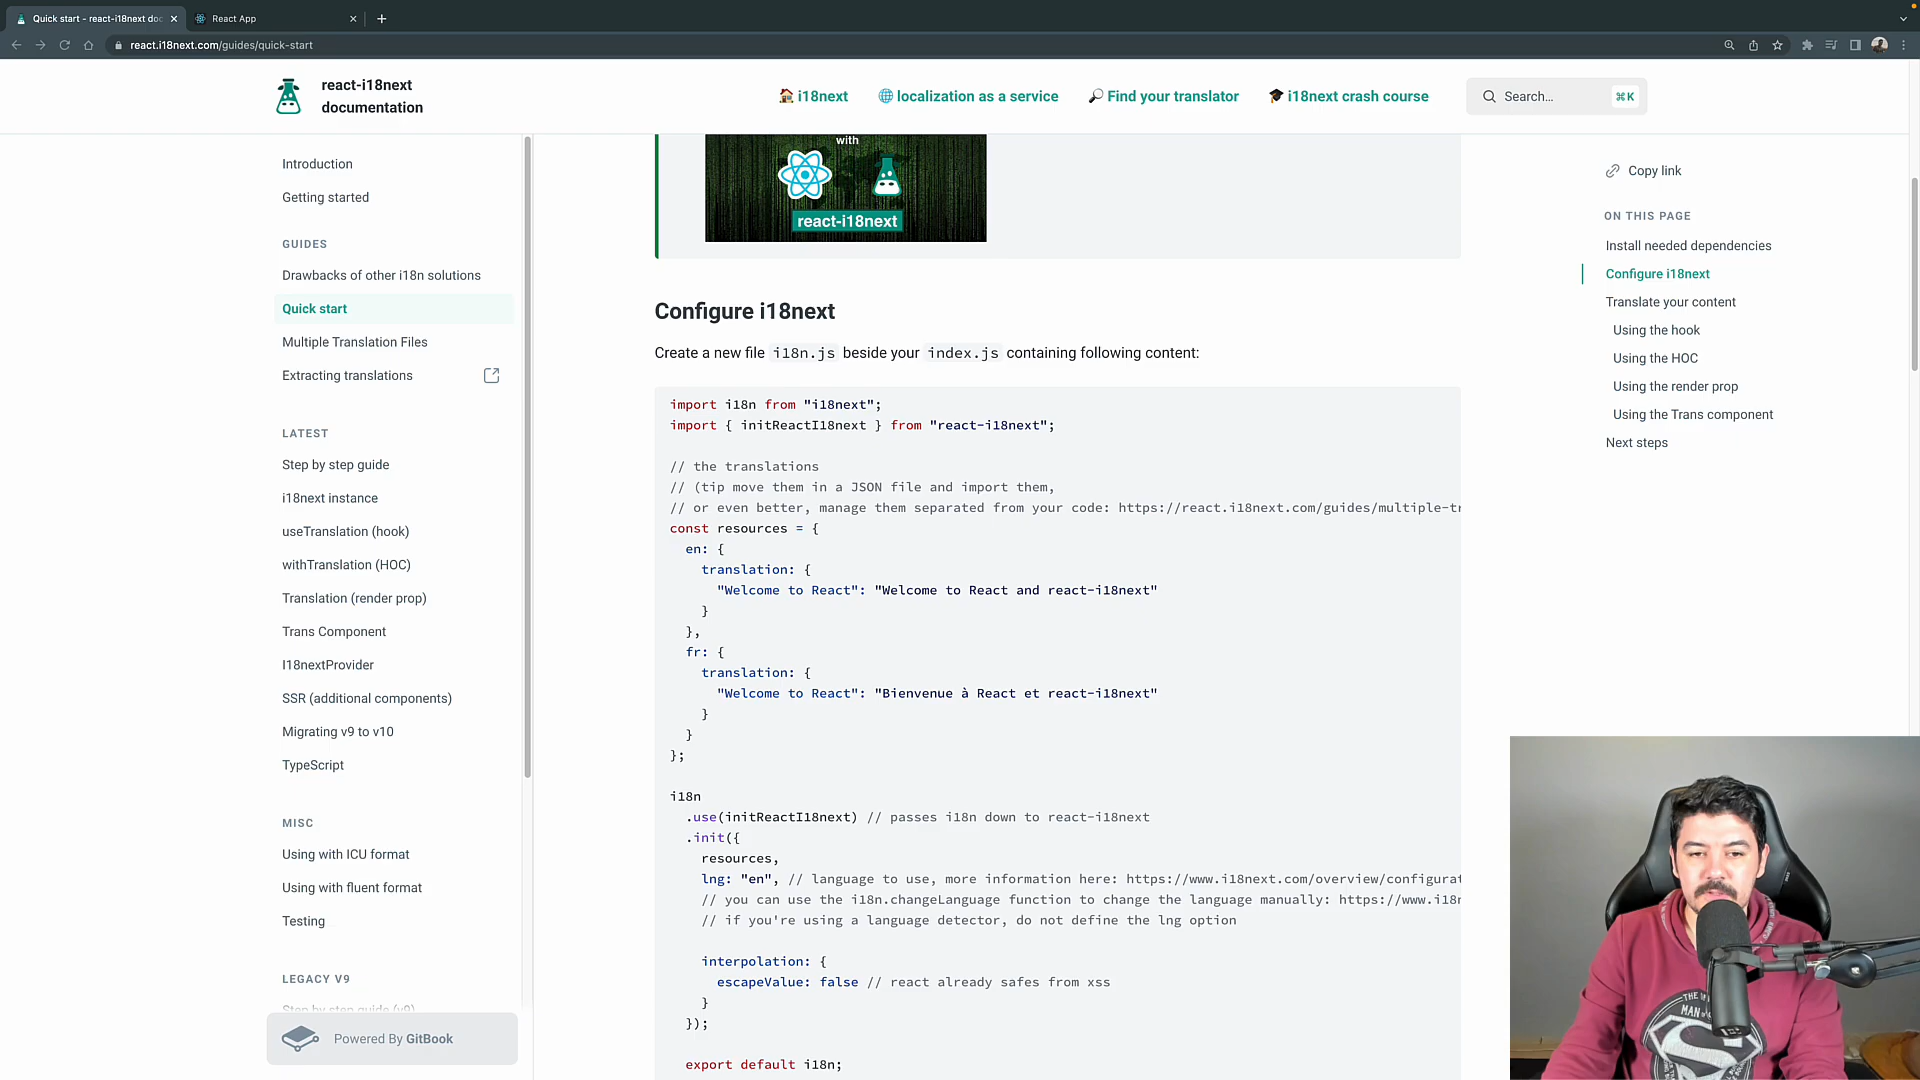 Quick start - react-i18next doc
React App
react.i18next.com/guides/quick-start
react-i18next
documentation
i18next
localization as a service
Find your translator
i18next crash course
Search...
⌘K
Introduction
Getting started
GUIDES
Drawbacks of other i18n solutions
Quick start
Multiple Translation Files
Extracting translations
LATEST
Step by step guide
i18next instance
useTranslation (hook)
withTranslation (HOC)
Translation (render prop)
Trans Component
I18nextProvider
SSR (additional components)
Migrating v9 to v10
TypeScript
MISC
Using with ICU format
Using with fluent format
Testing
LEGACY V9
Step by step guide (v9)
Powered By GitBook
with
react-i18next
Configure i18next
Create a new file i18n.js beside your index.js containing following content:
import i18n from "i18next";
import { initReactI18next } from "react-i18next";
// the translations
// (tip move them in a JSON file and import them,
// or even better, manage them separated from your code: https://react.i18next.com/guides/multiple-tr
const resources = {
en: {
translation: {
"Welcome to React": "Welcome to React and react-i18next"
}
},
fr: {
translation: {
"Welcome to React": "Bienvenue à React et react-i18next"
}
}
};
i18n
.use(initReactI18next) // passes i18n down to react-i18next
.init({
resources,
lng: "en", // language to use, more information here: https://www.i18next.com/overview/configurat
// you can use the i18n.changeLanguage function to change the language manually: https://www.i18n
// if you're using a language detector, do not define the lng option
interpolation: {
escapeValue: false // react already safes from xss
}
});
export default i18n;
Copy link
ON THIS PAGE
Install needed dependencies
Configure i18next
Translate your content
Using the hook
Using the HOC
Using the render prop
Using the Trans component
Next steps
THE
MAN